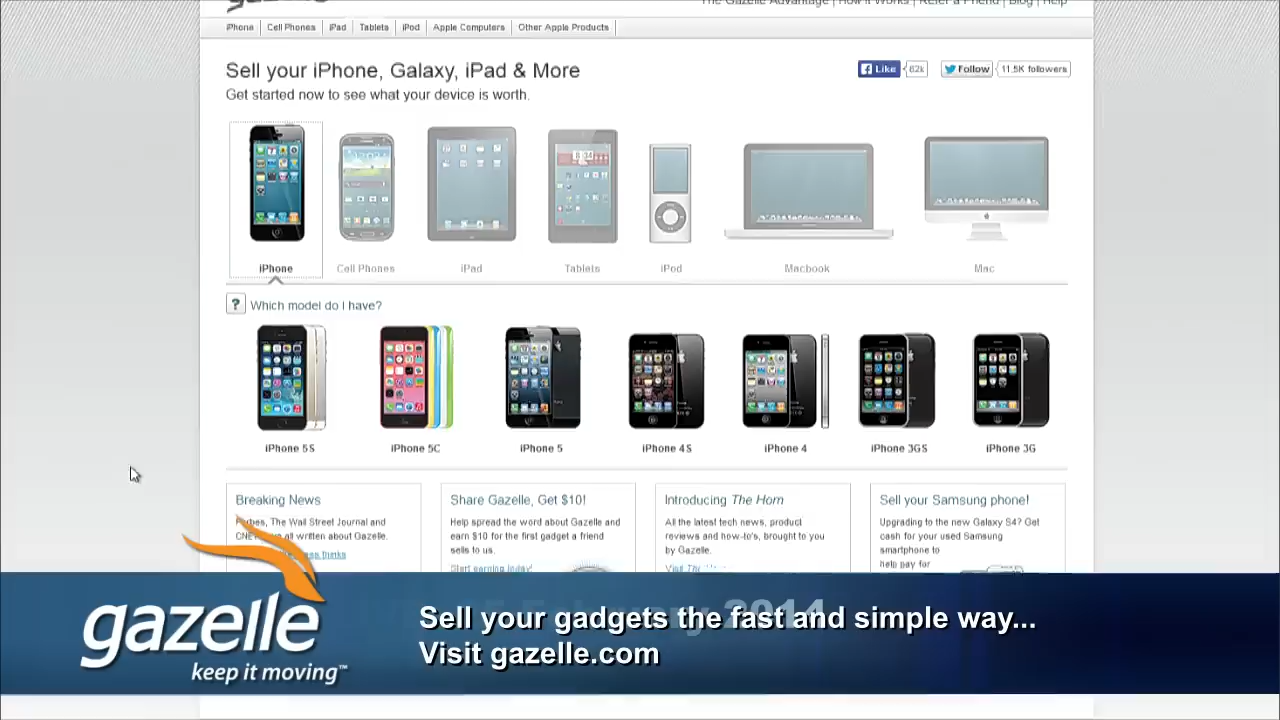 gazelle
The Gazelle Advantage | How It Works | Refer a Friend | Blog | Help
iPhone | Cell Phones | iPad | Tablets | iPod | Apple Computers | Other Apple Products
Sell your iPhone, Galaxy, iPad & More
Like 62k Follow 11.5K followers
Get started now to see what your device is worth.
iPhone Cell Phones iPad Tablets iPod Macbook Mac
? Which model do I have?
iPhone 5S iPhone 5C iPhone 5 iPhone 4S iPhone 4 iPhone 3GS iPhone 3G
Breaking News
Forbes, The Wall Street Journal and
CNET have all written about Gazelle.
thinks
Share Gazelle, Get $10!
Help spread the word about Gazelle and
earn $10 for the first gadget a friend
sells to us.
Start earning today!
Introducing The Horn
All the latest tech news, product
reviews and how-to's, brought to you
by Gazelle.
Visit The
Sell your Samsung phone!
Upgrading to the new Galaxy S4? Get
cash for your used Samsung
smartphone to
help pay for
gazelle
keep it moving™
Sell your gadgets the fast and simple way...
Visit gazelle.com